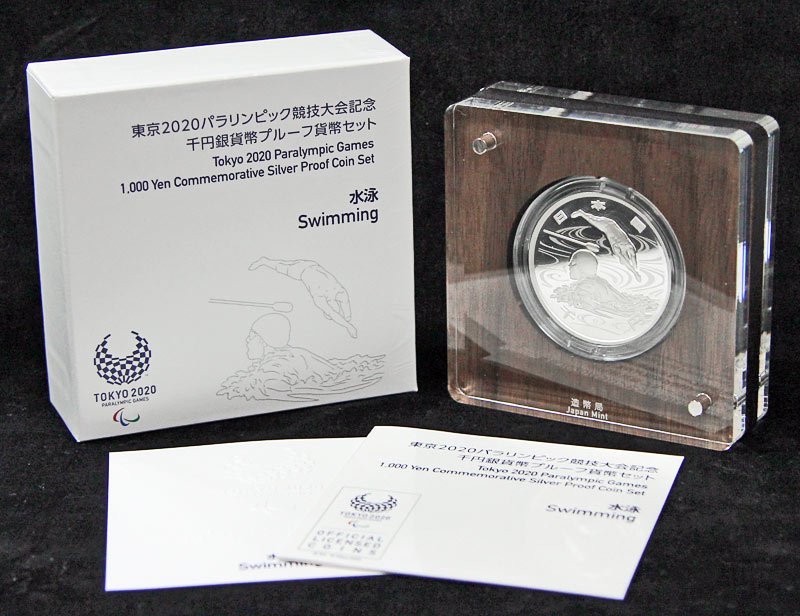 東京2020パラリンピック競技大会記念
千円銀貨幣プルーフ貨幣セット
Tokyo 2020 Paralympic Games
1,000 Yen Commemorative Silver Proof Coin Set
水泳
Swimming
TOKYO 2020
PARALYMPIC GAMES
日本国
造幣局
Japan Mint
東京2020パラリンピック競技大会記念
千円銀貨幣プルーフ貨幣セット
Tokyo 2020 Paralympic Games
1,000 Yen Commemorative Silver Proof Coin Set
水泳
Swimming
TOKYO 2020
OFFICIAL
LICENSED
COINS
Swimming